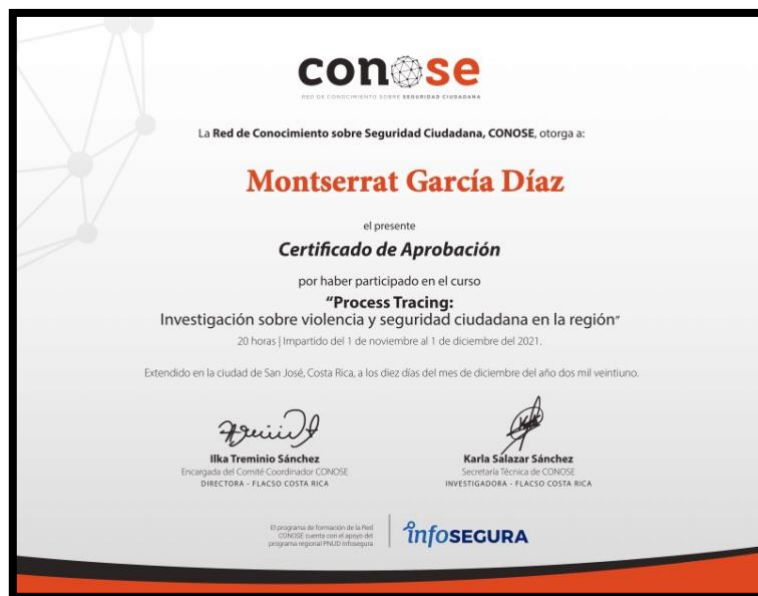 conose
RED DE CONOCIMIENTO SOBRE SEGURIDAD CIUDADANA
La Red de Conocimiento sobre Seguridad Ciudadana, CONOSE, otorga a:
Montserrat García Díaz
el presente
Certificado de Aprobación
por haber participado en el curso
"Process Tracing:
Investigación sobre violencia y seguridad ciudadana en la región"
20 horas | Impartido del 1 de noviembre al 1 de diciembre del 2021.
Extendido en la ciudad de San José, Costa Rica, a los diez días del mes de diciembre del año dos mil veintiuno.
Ilka Treminio Sánchez
Encargada del Comité Coordinador CONOSE
DIRECTORA - FLACSO COSTA RICA
Karla Salazar Sánchez
Secretaría Técnica de CONOSE
INVESTIGADORA - FLACSO COSTA RICA
El programa de formación de la Red
CONOSE cuenta con el apoyo del
programa regional PNUD Infosegura
infoSEGURA